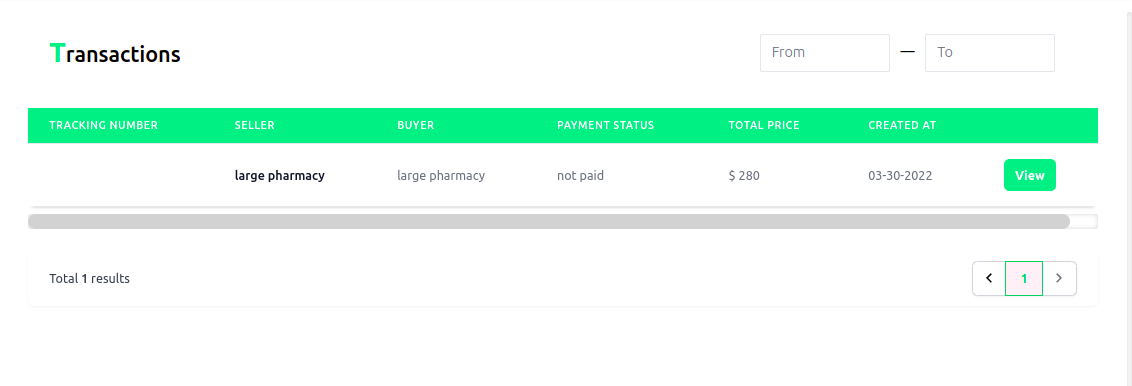 Transactions
From — To
TRACKING NUMBER SELLER BUYER PAYMENT STATUS TOTAL PRICE CREATED AT
large pharmacy large pharmacy not paid $ 280 03-30-2022 View
Total 1 results 1